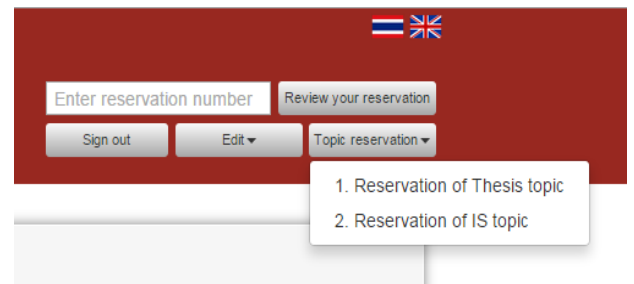 Enter reservation number Review your reservation
Sign out Edit Topic reservation
1. Reservation of Thesis topic
2. Reservation of IS topic